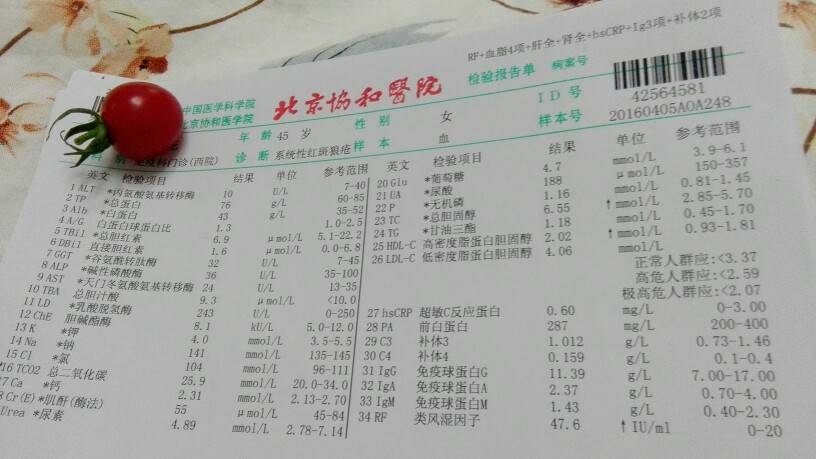 RF+血脂4项+肝全+肾全+hsCRP+Ig3项+补体2项
中国医学科学院
北京协和医学院
北京协和医院
检验报告单
病案号
ID号
42564581
年龄 45 岁
性别 女
样本号 20160405A0A248
科别 免疫科门诊(西院)
诊断 系统性红斑狼疮
样本 血
英文 检验项目 结果 单位 参考范围
1 ALT *丙氨酸氨基转移酶 10 U/L 7-40
2 TP *总蛋白 76 g/L 60-85
3 Alb *白蛋白 43 g/L 35-52
4 A/G 白蛋白球蛋白比 1.3 1.0-2.5
5 TBil *总胆红素 6.9 μmol/L 5.1-22.2
6 DBil 直接胆红素 1.6 μmol/L 0.0-6.8
7 GGT *谷氨酰转肽酶 32 U/L 7-45
8 ALP *碱性磷酸酶 36 U/L 35-100
9 AST *天门冬氨酸氨基转移酶 24 U/L 13-35
10 TBA 总胆汁酸 9.3 μmol/L <10.0
11 LD *乳酸脱氢酶 243 U/L 0-250
12 ChE 胆碱酯酶 8.1 kU/L 5.0-12.0
13 K *钾 4.0 mmol/L 3.5-5.5
14 Na *钠 141 mmol/L 135-145
15 Cl *氯 104 mmol/L 96-111
*16 TCO2 总二氧化碳 25.9 mmol/L 20.0-34.0
17 Ca *钙 2.31 mmol/L 2.13-2.70
8 Cr(E) *肌酐(酶法) 55 μmol/L 45-84
Urea *尿素 4.89 mmol/L 2.78-7.14
英文 检验项目 结果 单位 参考范围
20 Glu *葡萄糖 4.7 mmol/L 3.9-6.1
21 UA *尿酸 188 μmol/L 150-357
22 P *无机磷 1.16 mmol/L 0.81-1.45
23 TC *总胆固醇 6.55 ↑ mmol/L 2.85-5.70
24 TG *甘油三酯 1.18 mmol/L 0.45-1.70
25 HDL-C 高密度脂蛋白胆固醇 2.02 ↑ mmol/L 0.93-1.81
26 LDL-C 低密度脂蛋白胆固醇 4.06 mmol/L
正常人群应:<3.37
高危人群应:<2.59
极高危人群应:<2.07
27 hsCRP 超敏C反应蛋白 0.60 mg/L 0-3.00
28 PA 前白蛋白 287 mg/L 200-400
29 C3 补体3 1.012 g/L 0.73-1.46
30 C4 补体4 0.159 g/L 0.1-0.4
31 IgG 免疫球蛋白G 11.39 g/L 7.00-17.00
32 IgA 免疫球蛋白A 2.37 g/L 0.70-4.00
33 IgM 免疫球蛋白M 1.43 g/L 0.40-2.30
34 RF 类风湿因子 47.6 ↑ IU/ml 0-20